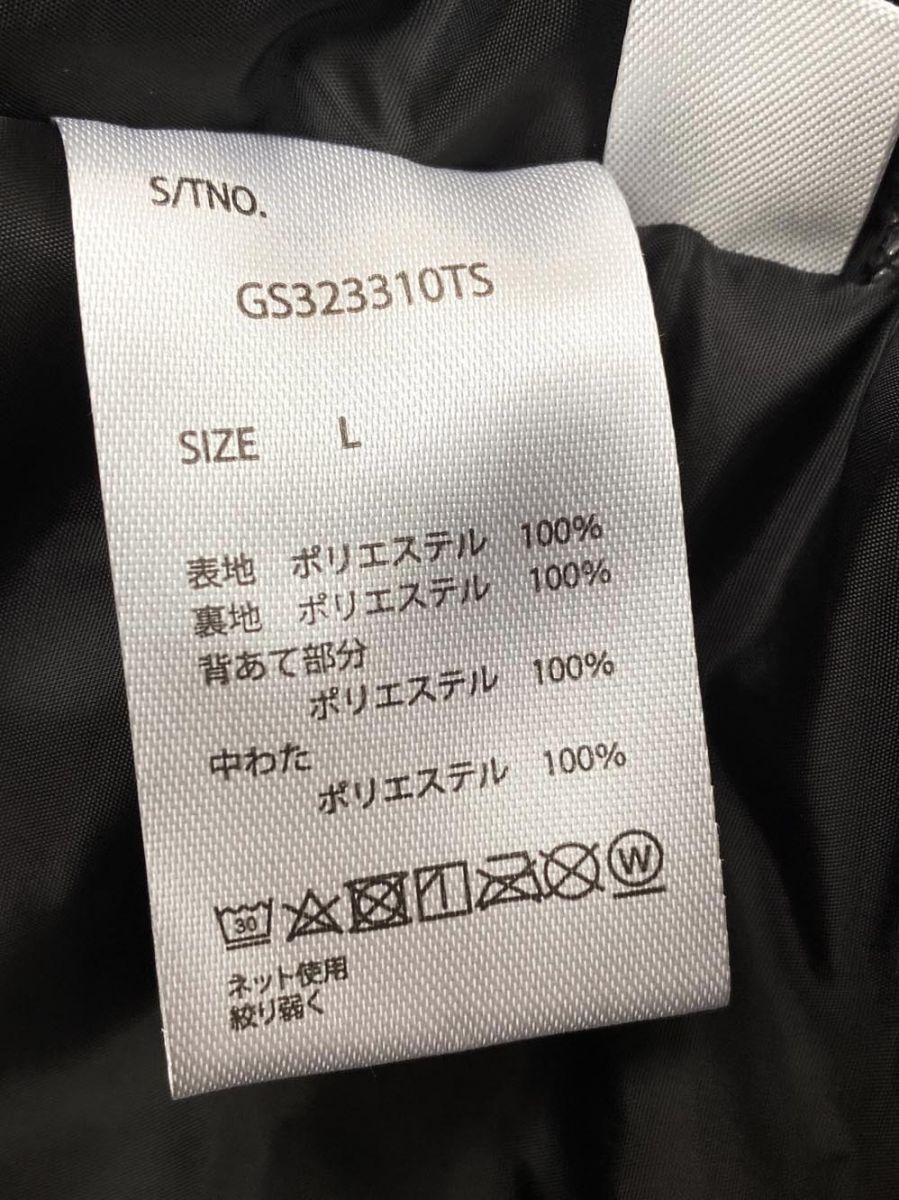 S/TNO.
GS323310TS
SIZE L
表地 ポリエステル 100%
裏地 ポリエステル 100%
背あて部分
ポリエステル 100%
中わた
ポリエステル 100%
30 W
ネット使用
絞り弱く